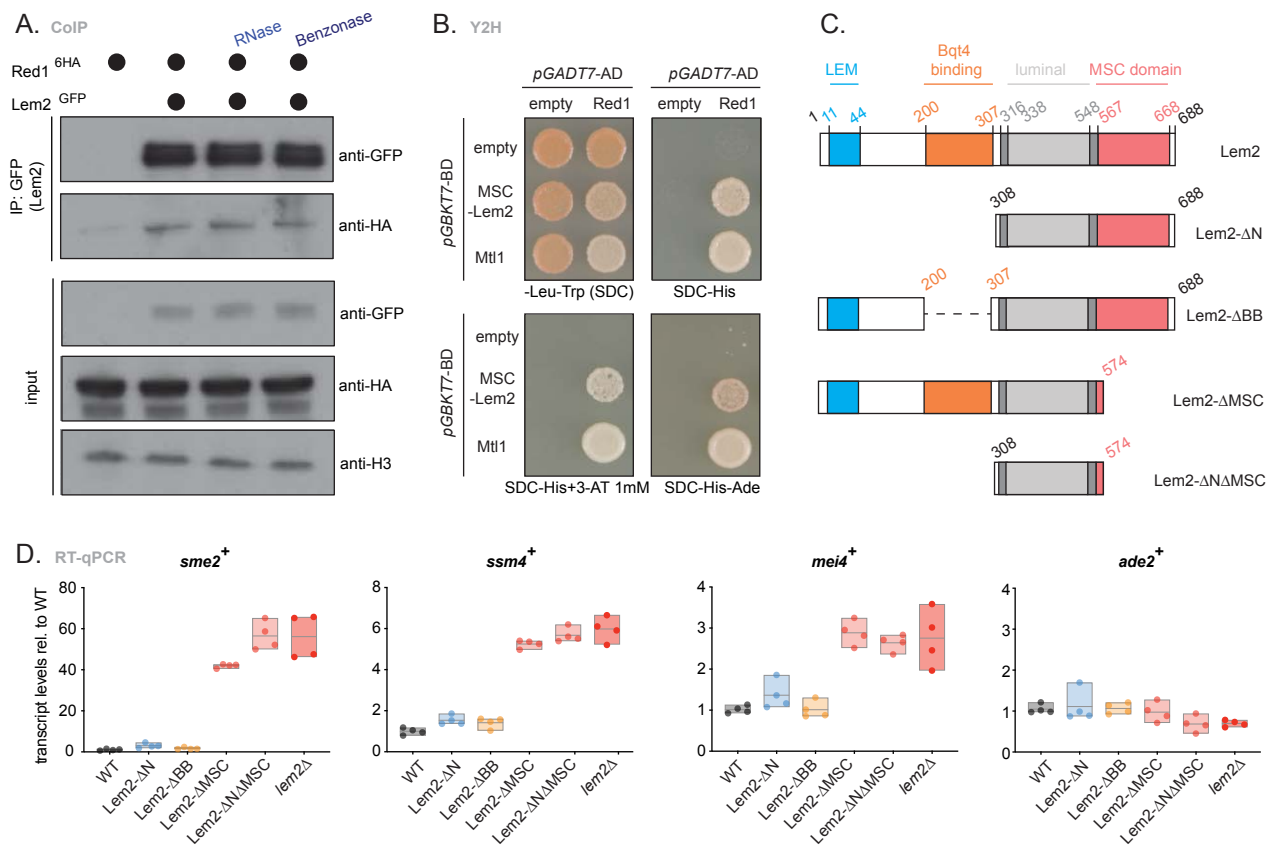 A. CoIP
RNase
Benzonase
Red1 6HA
Lem2 GFP
IP: GFP
(Lem2)
anti-GFP
anti-HA
input
anti-GFP
anti-HA
anti-H3
B. Y2H
pGADT7-AD pGADT7-AD
empty Red1 empty Red1
pGBKT7-BD
empty
MSC
-Lem2
Mtl1
-Leu-Trp (SDC) SDC-His
pGBKT7-BD
empty
MSC
-Lem2
Mtl1
SDC-His+3-AT 1mM SDC-His-Ade
C.
LEM Bqt4 binding luminal MSC domain
1 11 44 200 307 316 338 548 567 668 688
Lem2
308 688
Lem2-ΔN
200 307 688
Lem2-ΔBB
574
Lem2-ΔMSC
308 574
Lem2-ΔNΔMSC
D. RT-qPCR
transcript levels rel. to WT
sme2+
80
60
40
20
0
WT Lem2-ΔN Lem2-ΔBB Lem2-ΔMSC Lem2-ΔNΔMSC lem2Δ
ssm4+
8
6
4
2
0
WT Lem2-ΔN Lem2-ΔBB Lem2-ΔMSC Lem2-ΔNΔMSC lem2Δ
mei4+
4
3
2
1
0
WT Lem2-ΔN Lem2-ΔBB Lem2-ΔMSC Lem2-ΔNΔMSC lem2Δ
ade2+
4
3
2
1
0
WT Lem2-ΔN Lem2-ΔBB Lem2-ΔMSC Lem2-ΔNΔMSC lem2Δ